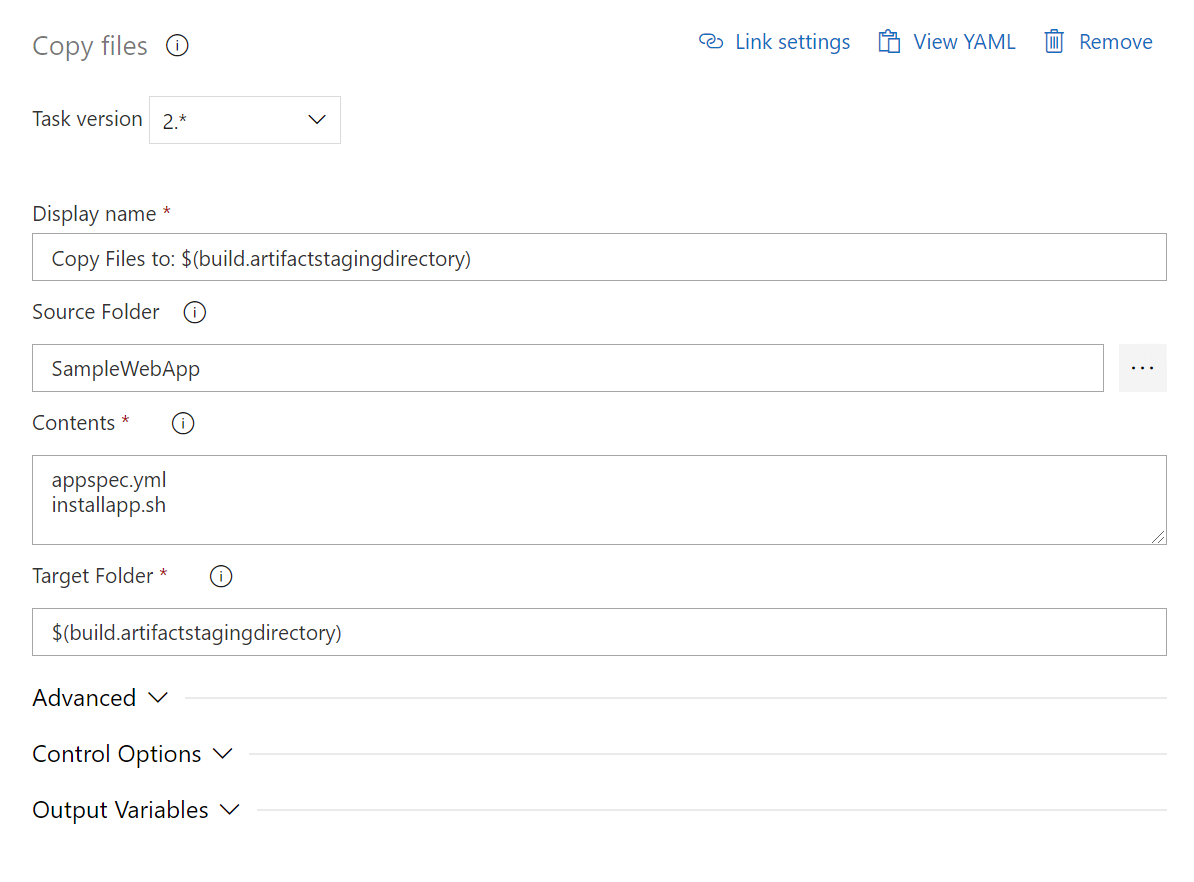 Copy files
Link settings
View YAML
Remove
Task version 2.*
Display name *
Copy Files to: $(build.artifactstagingdirectory)
Source Folder
SampleWebApp
...
Contents *
appspec.yml
installapp.sh
Target Folder *
$(build.artifactstagingdirectory)
Advanced
Control Options
Output Variables